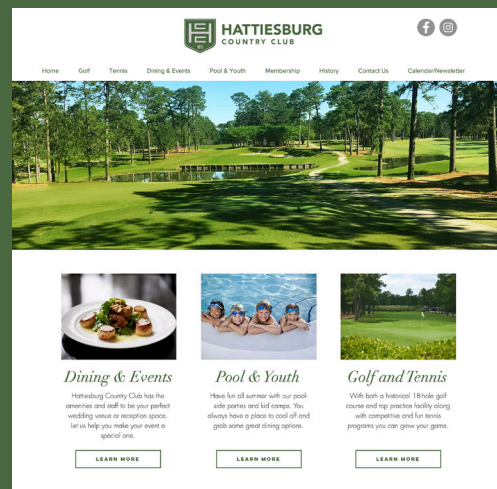 HATTIESBURG
COUNTRY CLUB
Home Golf Tennis Dining & Events Pool & Youth Membership History Contact Us Calendar/Newsletter
Dining & Events
Hattiesburg Country Club has the
amenities and staff to be your perfect
wedding venue or reception space.
Let us help you make your event a
special one.
LEARN MORE
Pool & Youth
Have fun all summer with our pool-
side parties and kid camps. You
always have a place to cool off and
grab some great dining options.
LEARN MORE
Golf and Tennis
With both a historical 18-hole golf
course and top practice facility along
with competitive and fun tennis
programs you can grow your game.
LEARN MORE